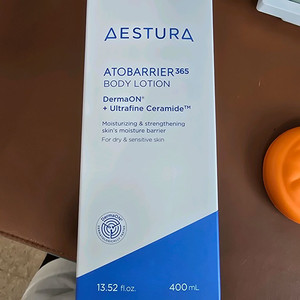 AESTURA
ATOBARRIER365
BODY LOTION
DermaON®
+ Ultrafine Ceramide™
Moisturizing & strengthening
skin's moisture barrier
For dry & sensitive skin
13.52 fl.oz. 400 mL